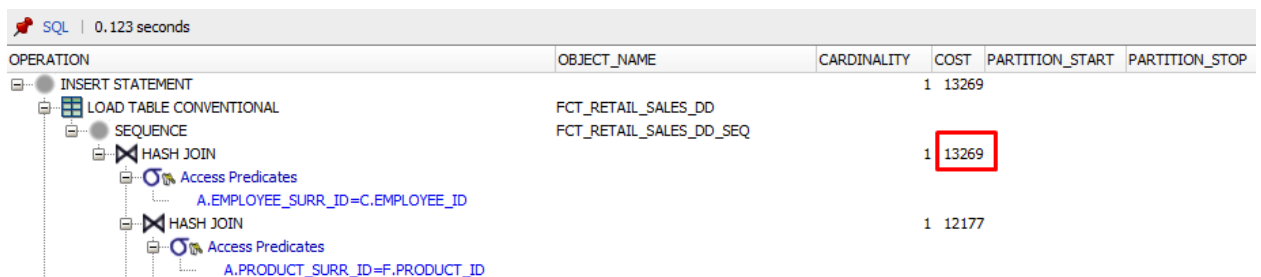 SQL | 0.123 seconds
OPERATION OBJECT_NAME CARDINALITY COST PARTITION_START PARTITION_STOP
INSERT STATEMENT 1 13269
LOAD TABLE CONVENTIONAL FCT_RETAIL_SALES_DD
SEQUENCE FCT_RETAIL_SALES_DD_SEQ
HASH JOIN 1 13269
Access Predicates
A.EMPLOYEE_SURR_ID=C.EMPLOYEE_ID
HASH JOIN 1 12177
Access Predicates
A.PRODUCT_SURR_ID=F.PRODUCT_ID